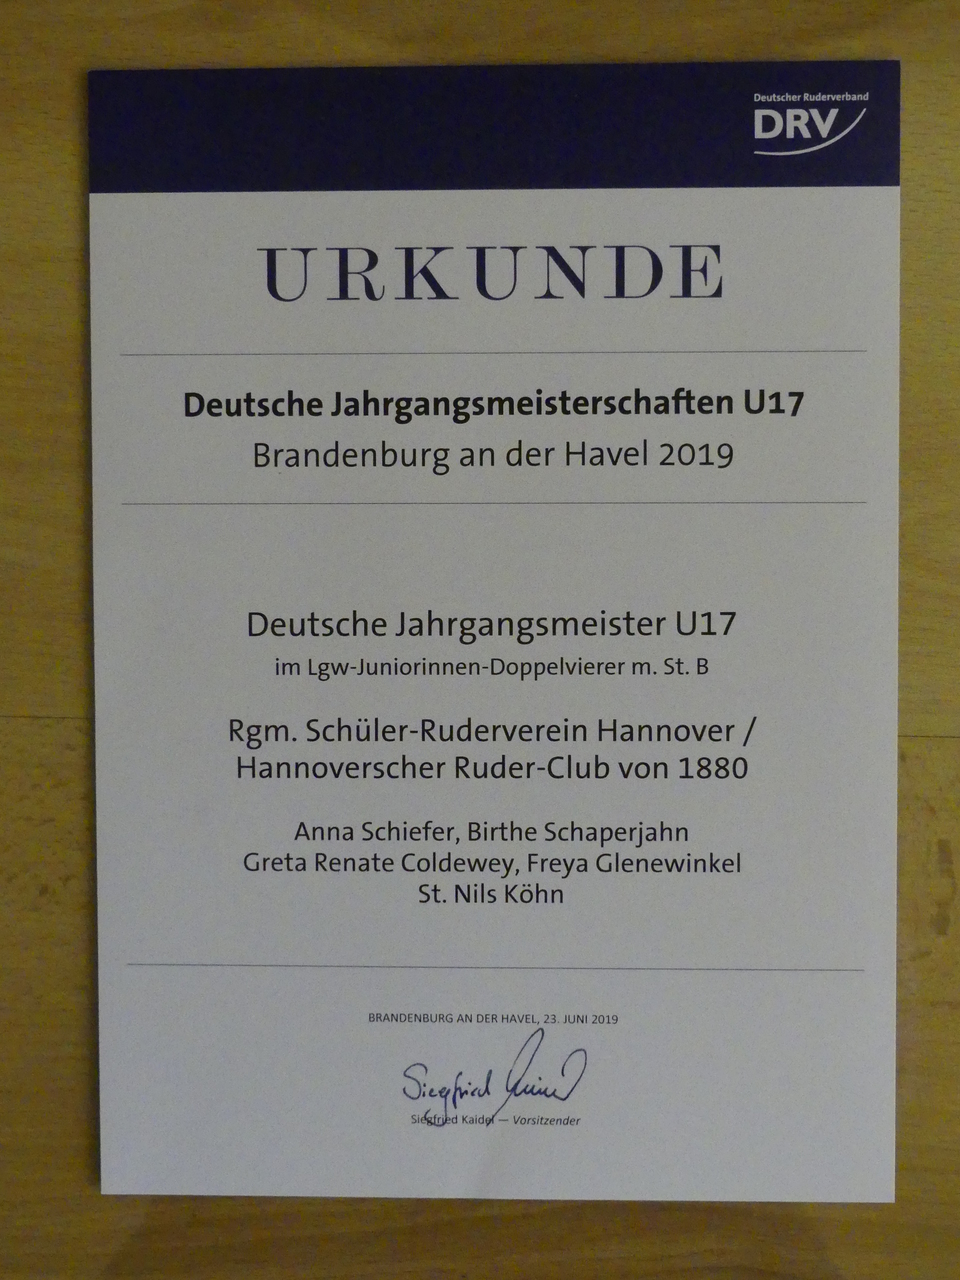 Deutscher Ruderverband
DRV
URKUNDE
Deutsche Jahrgangsmeisterschaften U17
Brandenburg an der Havel 2019
Deutsche Jahrgangsmeister U17
im Lgw-Juniorinnen-Doppelvierer m. St. B
Rgm. Schüler-Ruderverein Hannover /
Hannoverscher Ruder-Club von 1880
Anna Schiefer, Birthe Schaperjahn
Greta Renate Coldewey, Freya Glenewinkel
St. Nils Köhn
BRANDENBURG AN DER HAVEL, 23. JUNI 2019
Siegfried Kaidel
Siegfried Kaidel — Vorsitzender